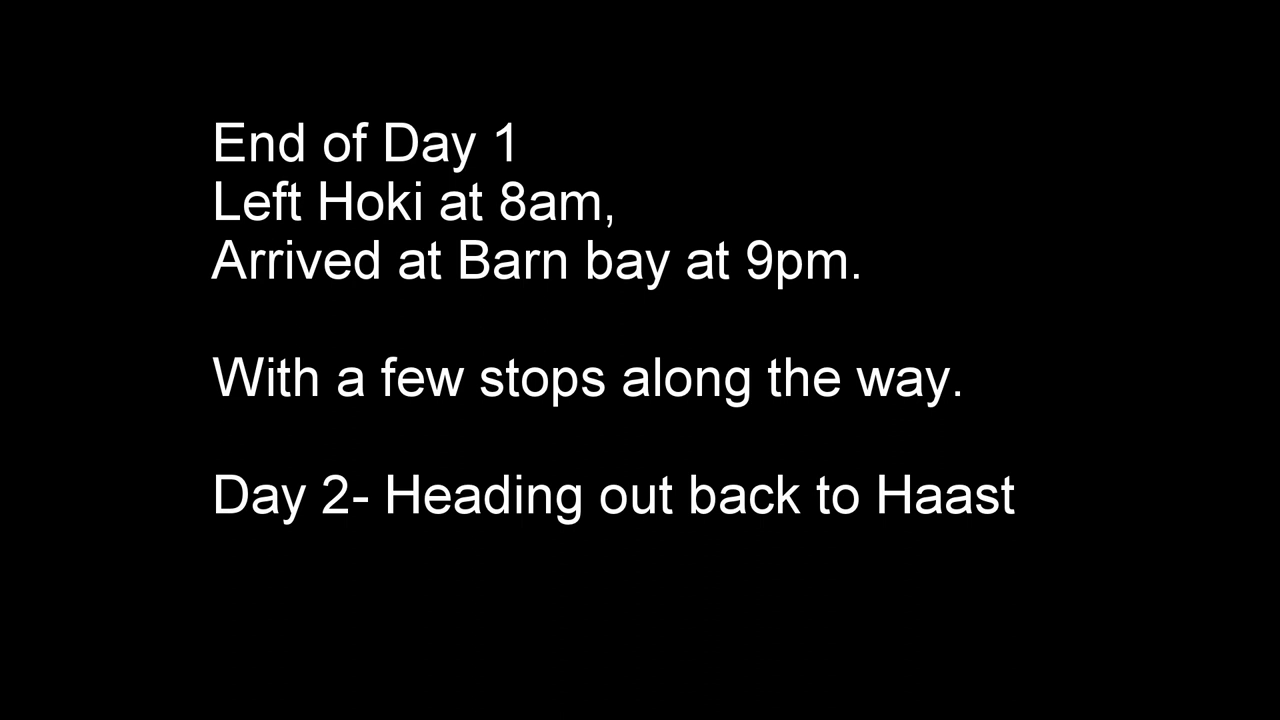 End of Day 1
Left Hoki at 8am,
Arrived at Barn bay at 9pm.
With a few stops along the way.
Day 2- Heading out back to Haast